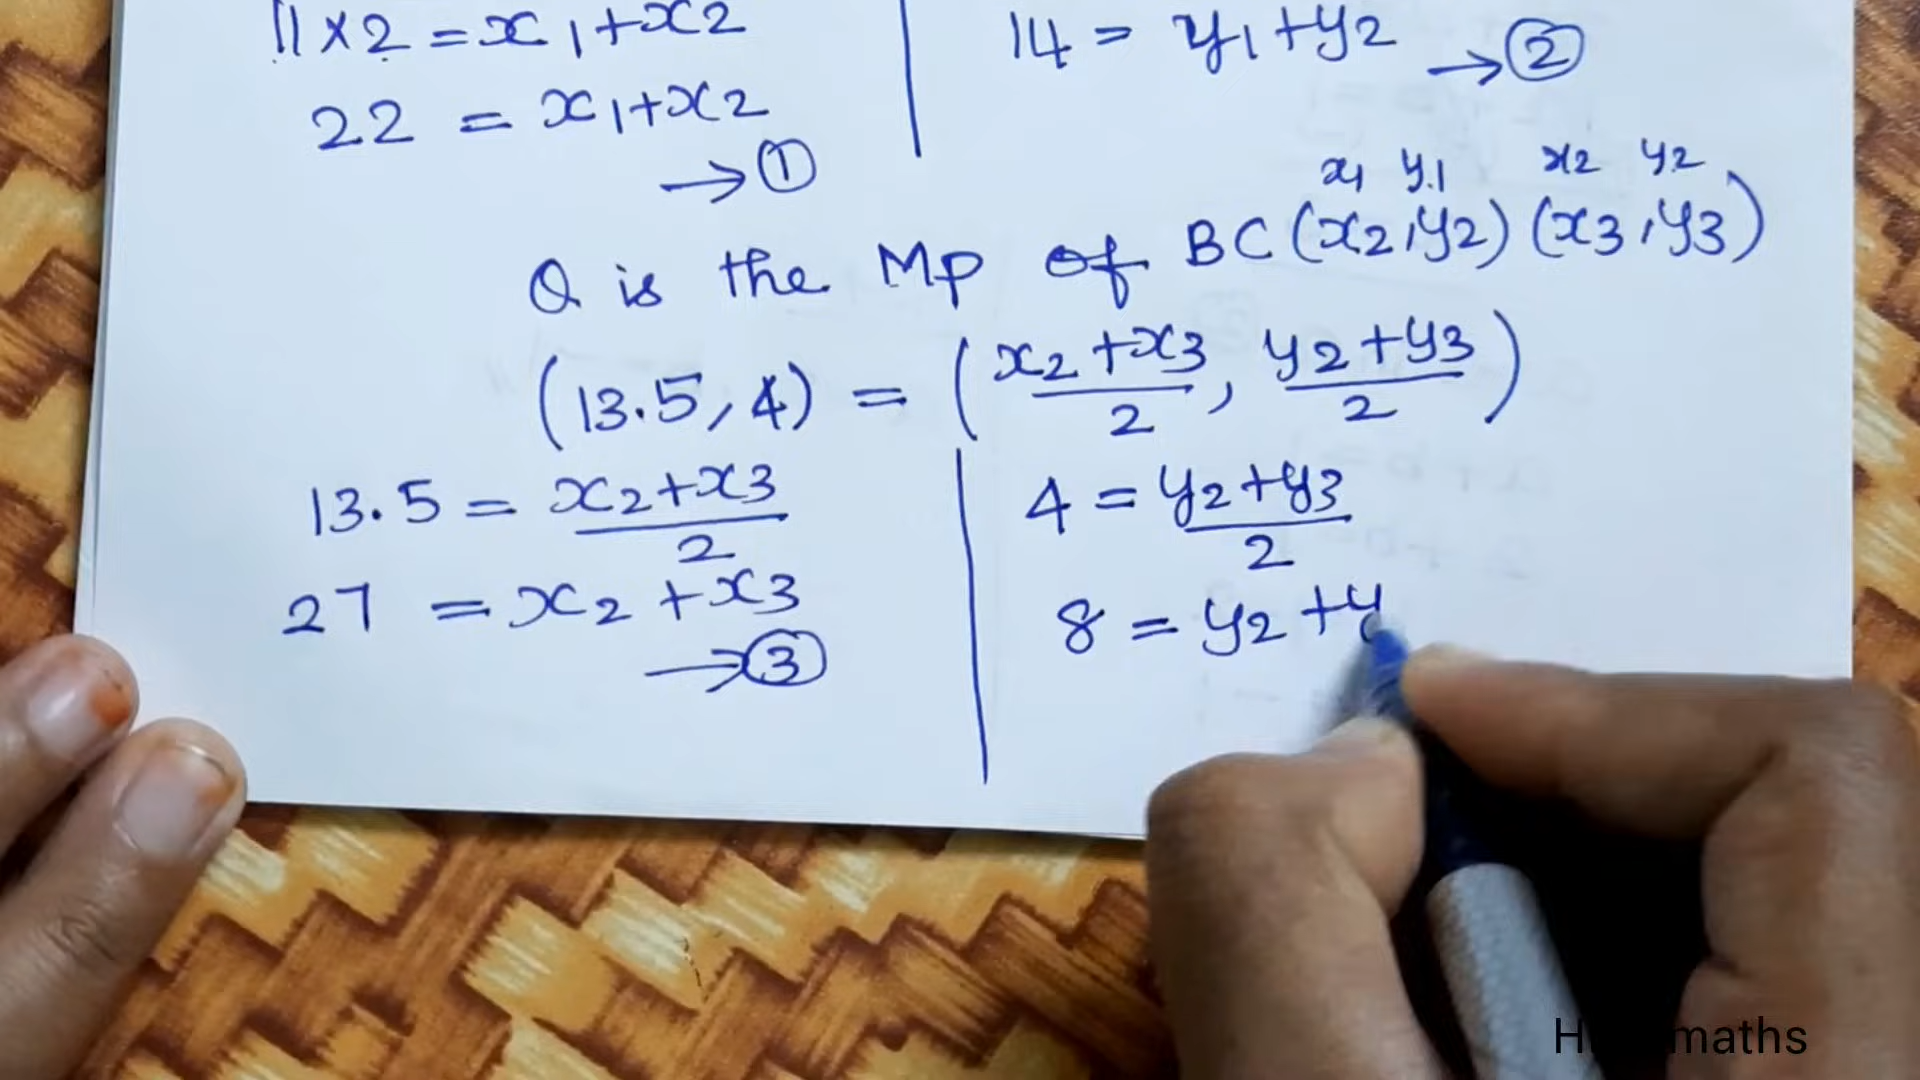 11 × 2 = x1 + x2
14 = y1 + y2 → ②
22 = x1 + x2
→ ①
x1 y1 x2 y2
Q is the Mp of BC (x2, y2) (x3, y3)
(13.5, 4) = (x2 + x3 / 2, y2 + y3 / 2)
13.5 = x2 + x3 / 2
4 = y2 + y3 / 2
27 = x2 + x3
→ ③
8 = y2 + y
maths